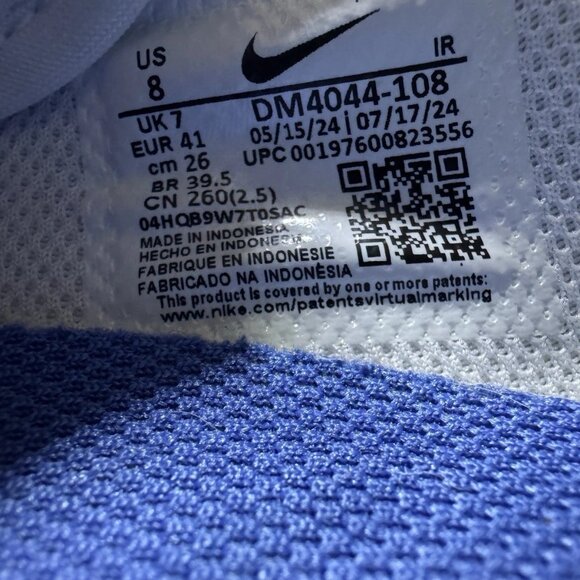 US IR
8
UK 7 DM4044-108
EUR 41 05/15/24 | 07/17/24
cm 26 UPC 00197600823556
BR 39.5
CN 260(2.5)
04HQB9W7T0SAC
MADE IN INDONESIA
HECHO EN INDONESIA
FABRIQUE EN INDONESIE
FABRICADO NA INDONESIA
This product is covered by one or more patents:
www.nike.com/patentsvirtualmarking